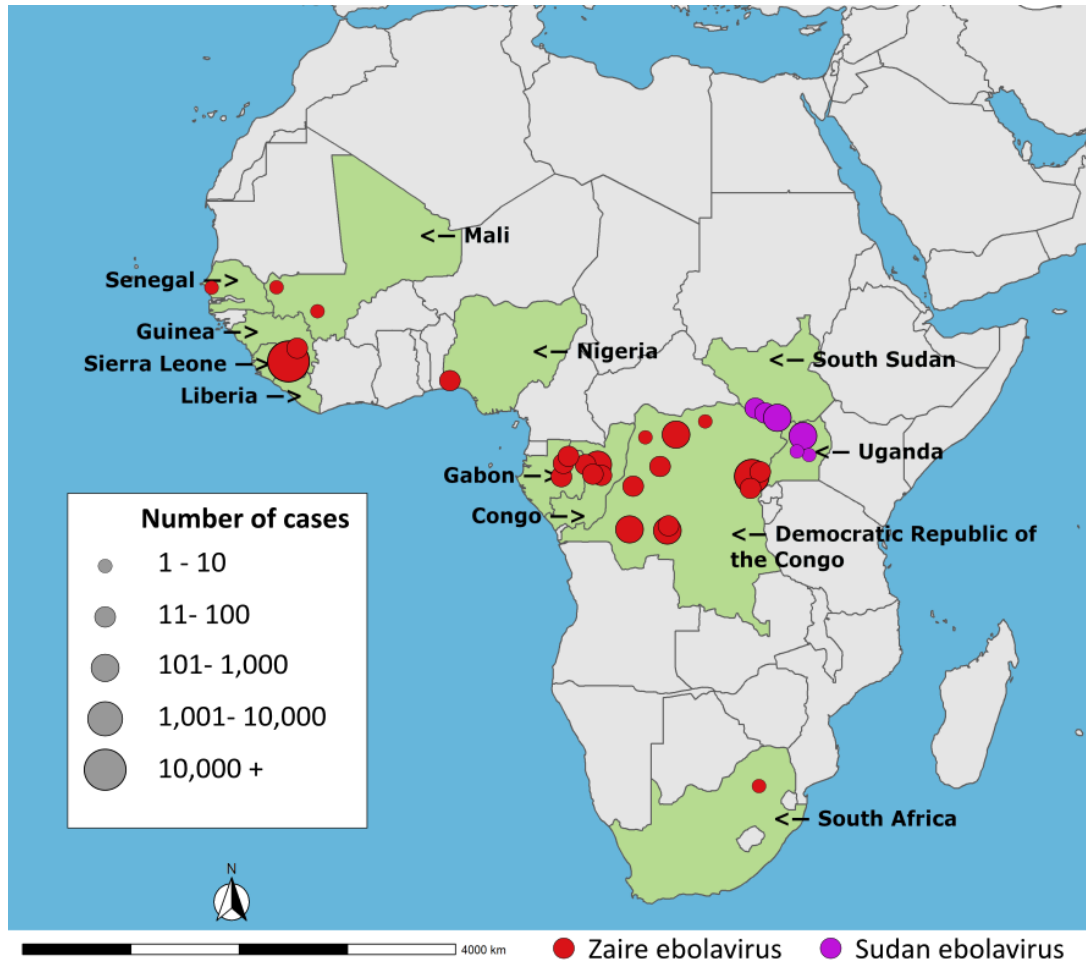 <— Mali
Senegal —>
Guinea —>
Sierra Leone —>
Liberia —>
<— Nigeria
<— South Sudan
<— Uganda
Gabon —>
Congo —>
<— Democratic Republic of
the Congo
<— South Africa
Number of cases
1 - 10
11- 100
101- 1,000
1,001- 10,000
10,000 +
N
4000 km
Zaire ebolavirus
Sudan ebolavirus